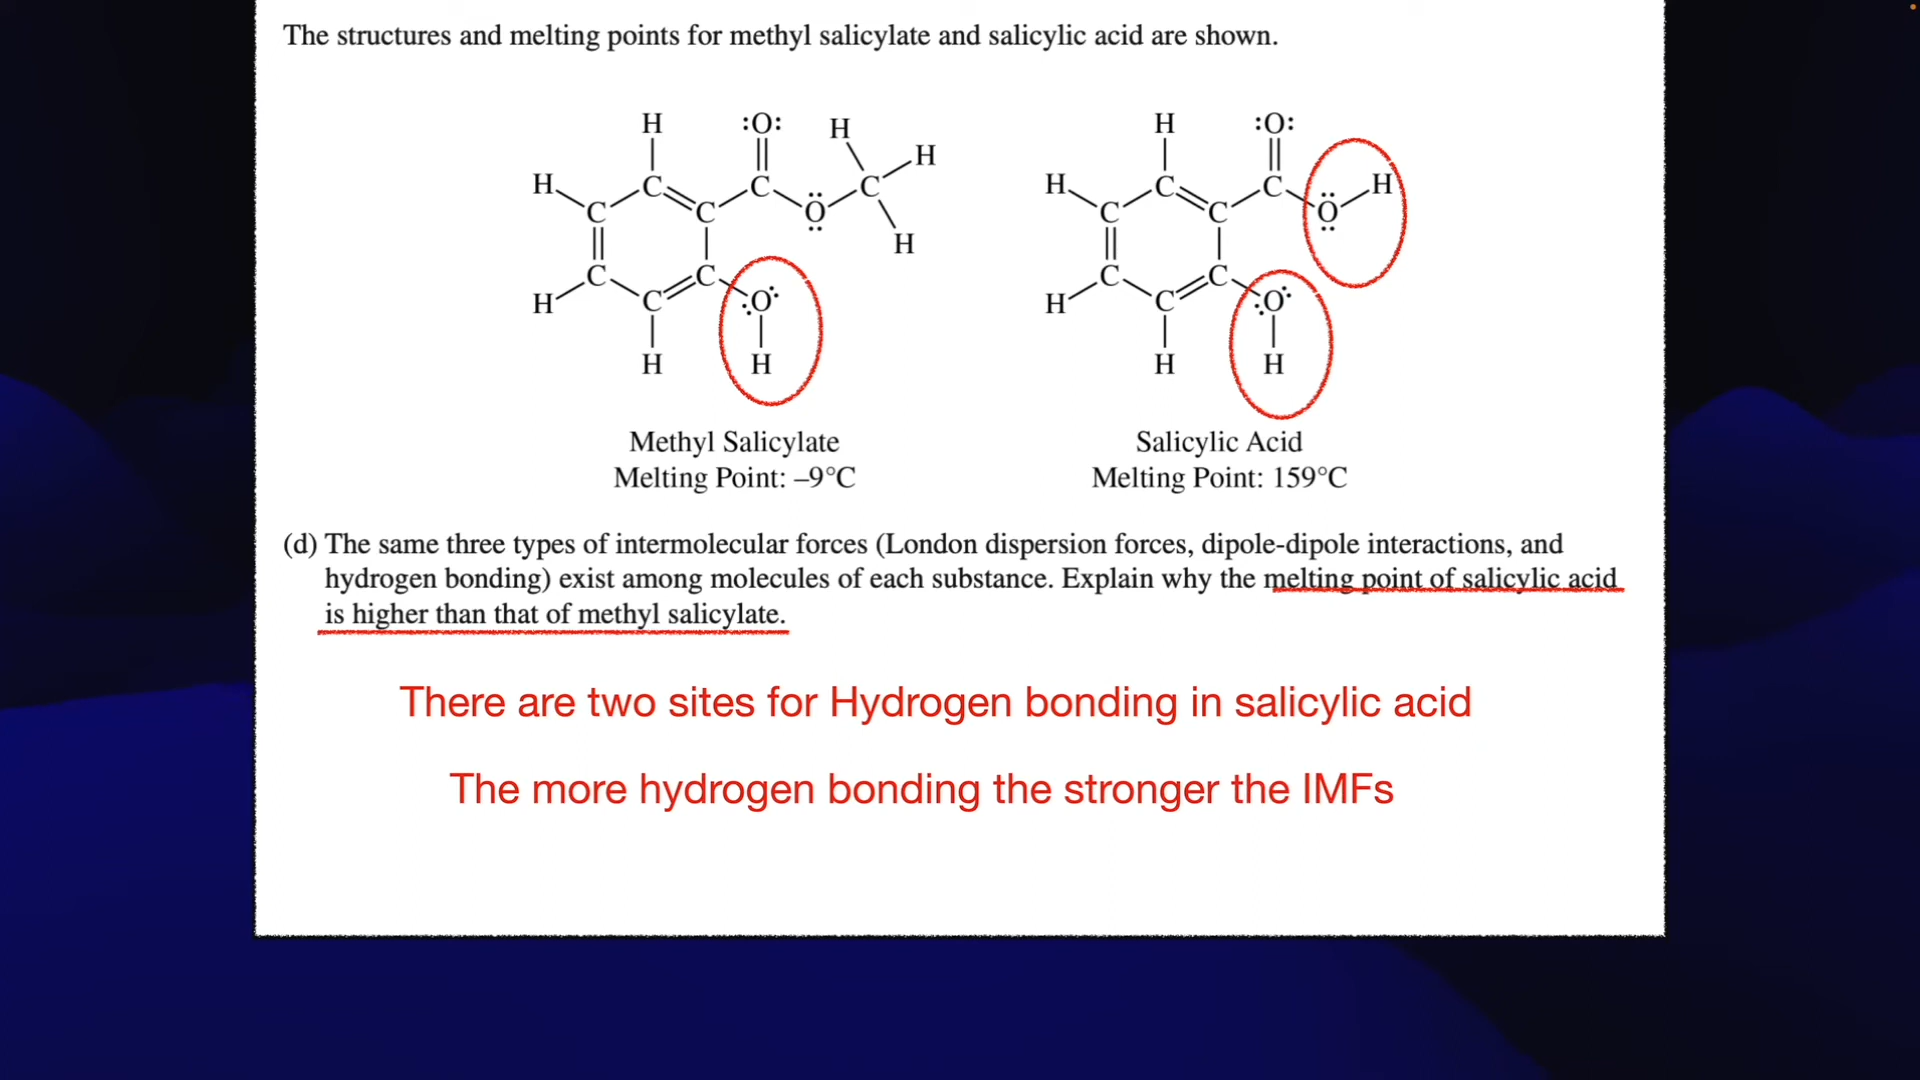 The structures and melting points for methyl salicylate and salicylic acid are shown.
H :O: H H :O:
H
H C C H C C H
C C O C C O
H
C C C C
H C :O: H C :O:
H H H H
Methyl Salicylate Salicylic Acid
Melting Point: –9°C Melting Point: 159°C
(d) The same three types of intermolecular forces (London dispersion forces, dipole-dipole interactions, and
hydrogen bonding) exist among molecules of each substance. Explain why the melting point of salicylic acid
is higher than that of methyl salicylate.
There are two sites for Hydrogen bonding in salicylic acid
The more hydrogen bonding the stronger the IMFs